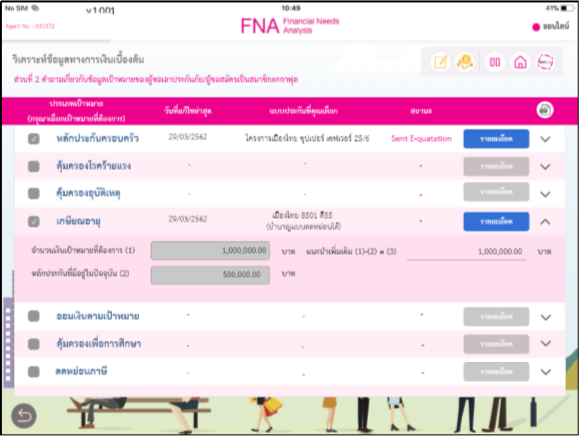 No SIM
v 1.001
10:49
41%
Agent No. : 031372
FNA Financial Needs Analysis
ออนไลน์
วิเคราะห์ข้อมูลทางการเงินเบื้องต้น
ส่วนที่ 2 คำถามเกี่ยวกับข้อมูลเป้าหมายของผู้ขอเอาประกันภัย/ผู้ขอสมัครเป็นสมาชิกตะกาฟุล
ประเภทเป้าหมาย
(กรุณาเลือกเป้าหมายที่ต้องการ)
วันที่แก้ไขล่าสุด
แบบประกันที่คุณเลือก
สถานะ
หลักประกันครอบครัว 29/03/2562 โครงการเมืองไทย ซุปเปอร์ เซฟเวอร์ 25/6 Sent E-quatation รายละเอียด
คุ้มครองโรคร้ายแรง - - - รายละเอียด
คุ้มครองอุบัติเหตุ - - - รายละเอียด
เกษียณอายุ 29/03/2562 เมืองไทย 8501 ที่55 - รายละเอียด
(บำนาญแบบลดหย่อนได้)
จำนวนเงินเป้าหมายที่ต้องการ (1) 1,000,000.00 บาท แนะนำเพิ่มเติม (1)-(2) = (3) 1,000,000.00 บาท
หลักประกันที่มีอยู่ในปัจจุบัน (2) 500,000.00 บาท
ออมเงินตามเป้าหมาย - - - รายละเอียด
คุ้มครองเพื่อการศึกษา - - - รายละเอียด
ลดหย่อนภาษี - - - รายละเอียด